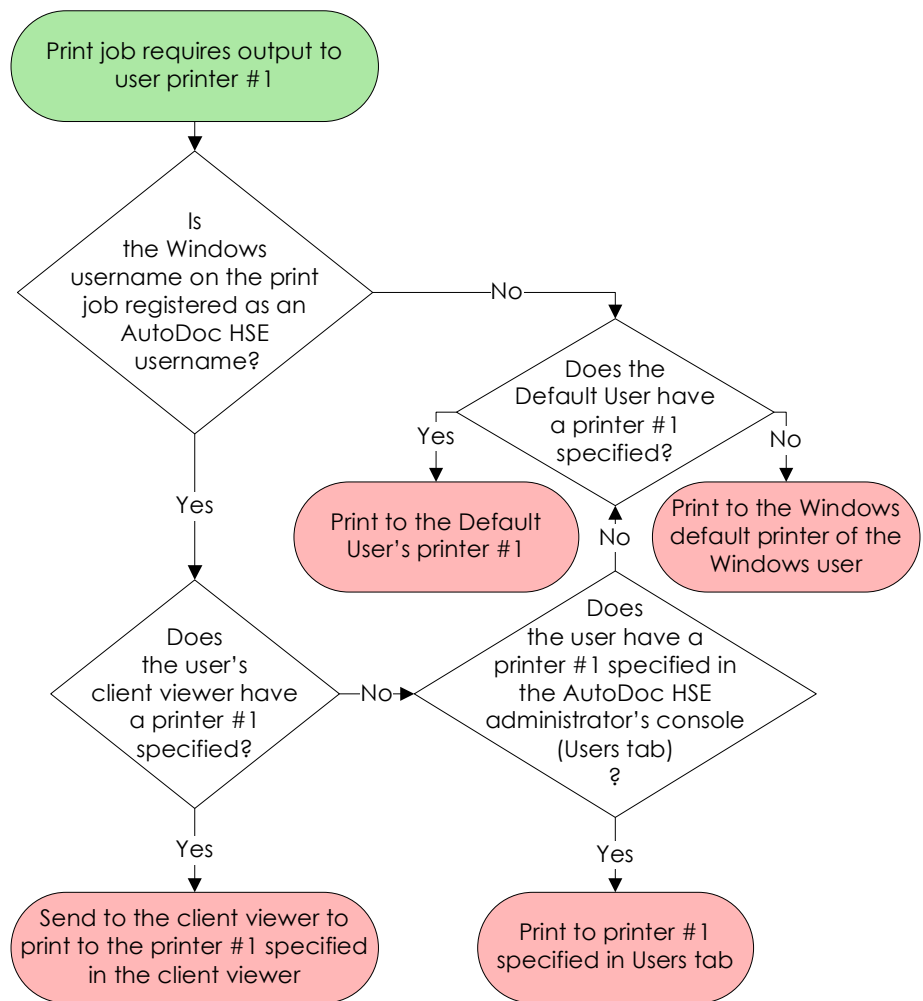 Print job requires output to
user printer #1
Is
the Windows
username on the print
job registered as an
AutoDoc HSE
username?
No
Does the
Default User have
a printer #1
specified?
Yes
No
Print to the Default
User's printer #1
Print to the Windows
default printer of the
Windows user
Yes
No
Does
the user's
client viewer have
a printer #1
specified?
No
Does
the user have a
printer #1 specified in
the AutoDoc HSE
administrator's console
(Users tab)
?
Yes
Yes
Send to the client viewer to
print to the printer #1 specified
in the client viewer
Print to printer #1
specified in Users tab